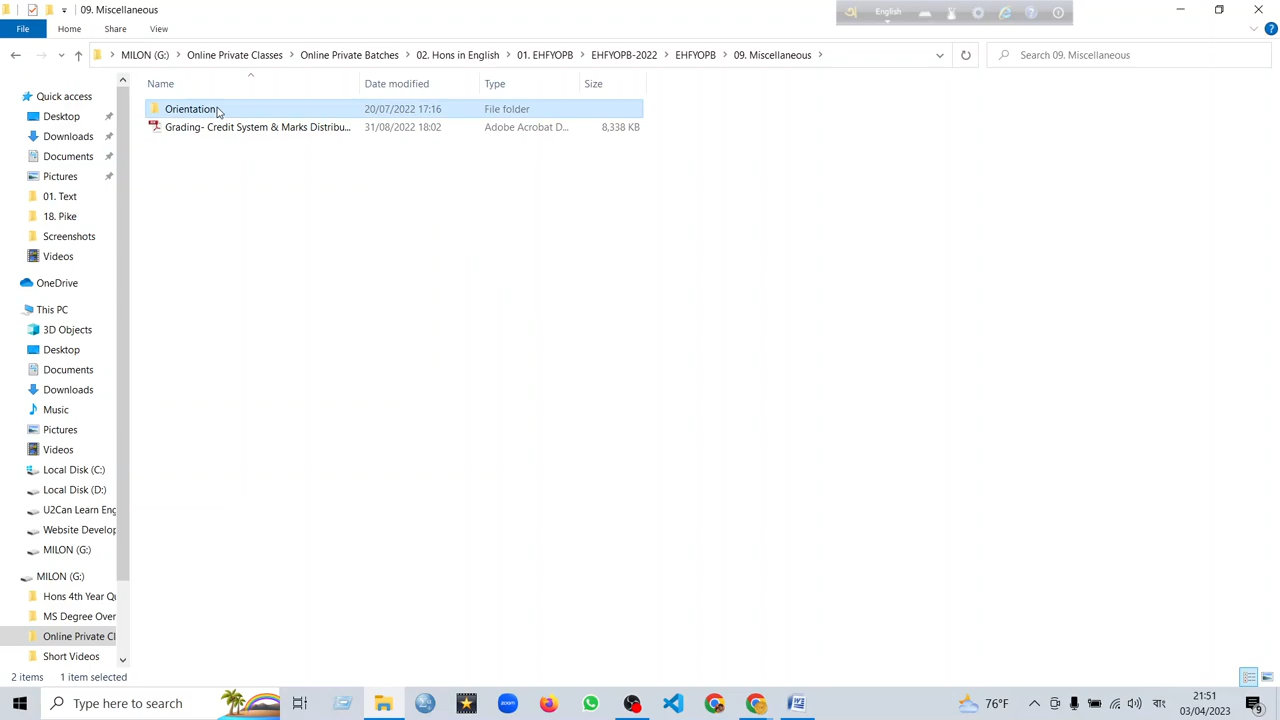 09. Miscellaneous
English
File
Home
Share
View
MILON (G:)
Online Private Classes
Online Private Batches
02. Hons in English
01. EHFYOPB
EHFYOPB-2022
EHFYOPB
09. Miscellaneous
Search 09. Miscellaneous
Name
Date modified
Type
Size
Orientation
20/07/2022 17:16
File folder
Grading- Credit System & Marks Distribu...
31/08/2022 18:02
Adobe Acrobat D...
8,338 KB
Quick access
Desktop
Downloads
Documents
Pictures
01. Text
18. Pike
Screenshots
Videos
OneDrive
This PC
3D Objects
Desktop
Documents
Downloads
Music
Pictures
Videos
Local Disk (C:)
Local Disk (D:)
U2Can Learn Eng
Website Develop
MILON (G:)
MILON (G:)
Hons 4th Year Qu
MS Degree Over
Online Private Cl
Short Videos
2 items
1 item selected
Type here to search
zoom
76°F
বাং
21:51
03/04/2023
9